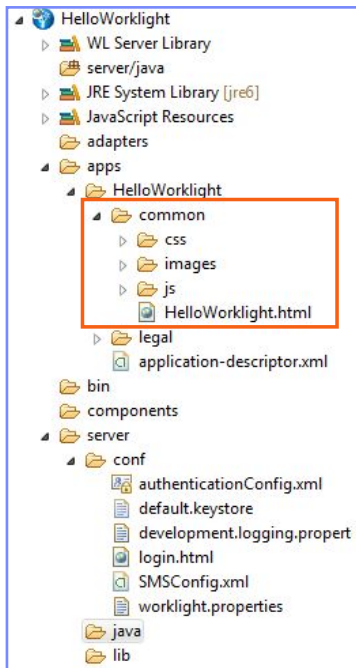 HelloWorklight
WL Server Library
server/java
JRE System Library [jre6]
JavaScript Resources
adapters
apps
HelloWorklight
common
css
images
js
HelloWorklight.html
legal
application-descriptor.xml
bin
components
server
conf
authenticationConfig.xml
default.keystore
development.logging.propert
login.html
SMSConfig.xml
worklight.properties
java
lib